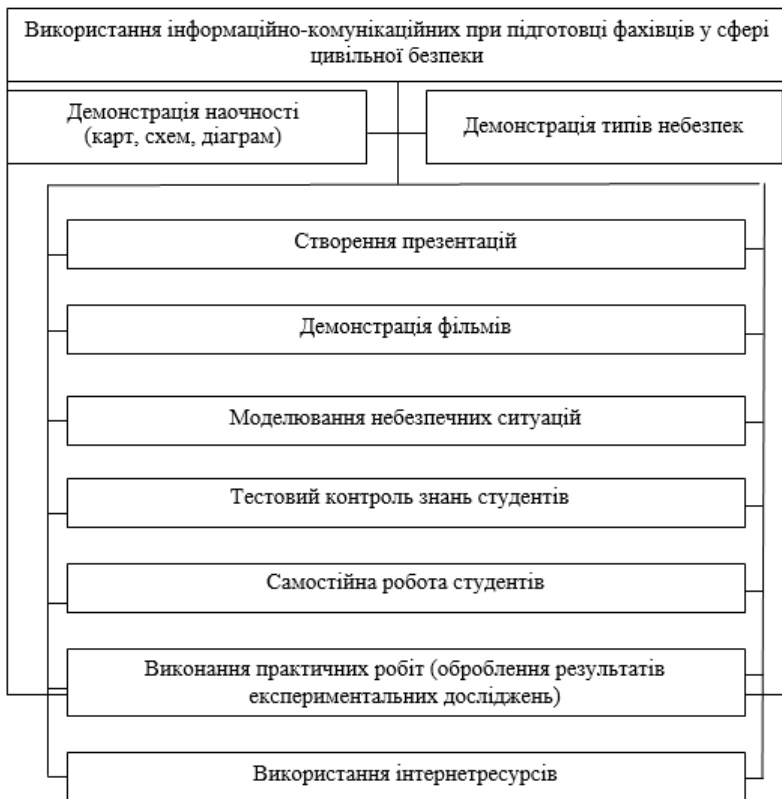 Використання інформаційно-комунікаційних при підготовці фахівців у сфері
цивільної безпеки
Демонстрація наочності
(карт, схем, діаграм)
Демонстрація типів небезпек
Створення презентацій
Демонстрація фільмів
Моделювання небезпечних ситуацій
Тестовий контроль знань студентів
Самостійна робота студентів
Виконання практичних робіт (оброблення результатів
експериментальних досліджень)
Використання інтернетресурсів